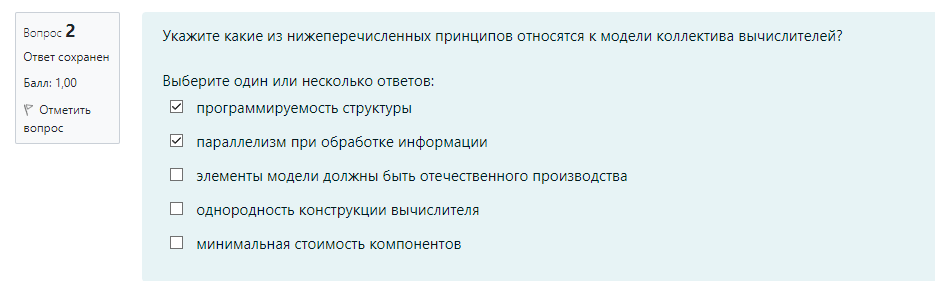 Вопрос 2
Ответ сохранен
Балл: 1,00
Отметить
вопрос
Укажите какие из нижеперечисленных принципов относятся к модели коллектива вычислителей?
Выберите один или несколько ответов:
программируемость структуры
параллелизм при обработке информации
элементы модели должны быть отечественного производства
однородность конструкции вычислителя
минимальная стоимость компонентов